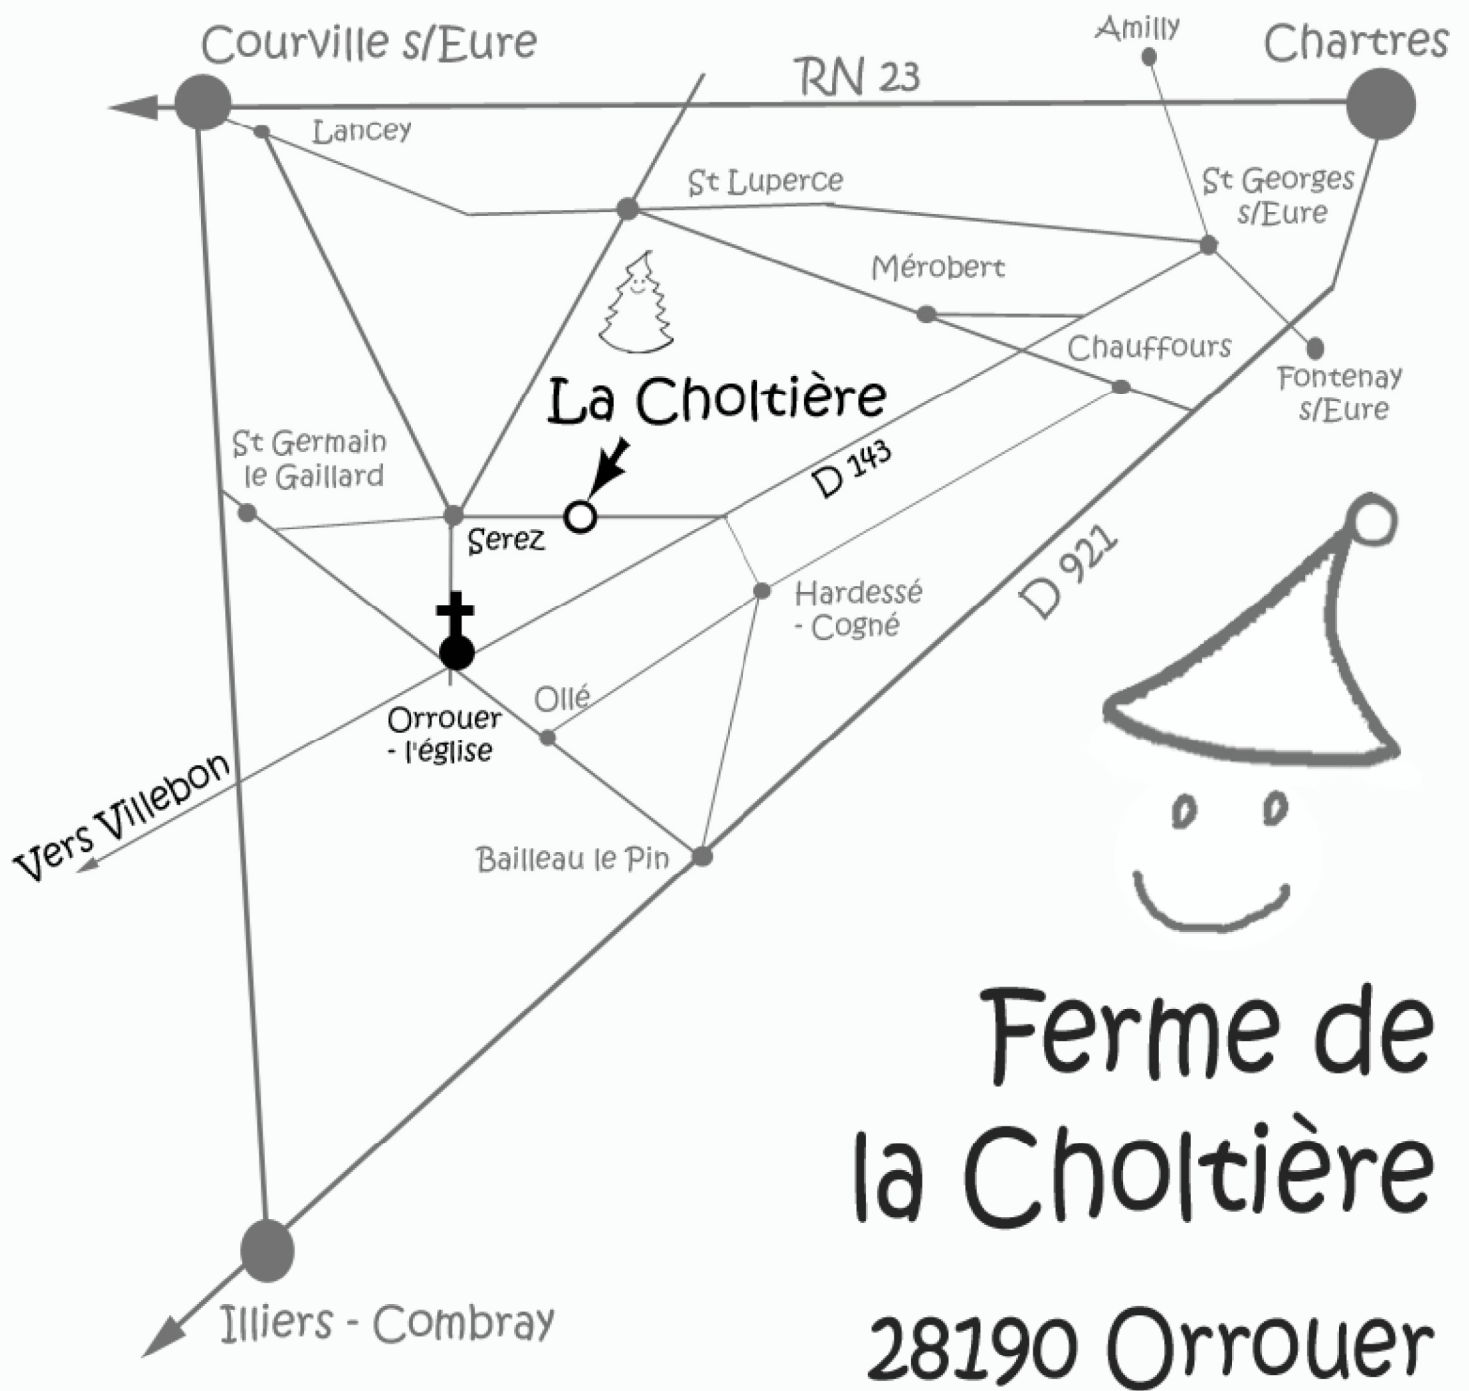 Courville s/Eure
Amilly
Chartres
RN 23
Lancey
St Luperce
St Georges
s/Eure
Mérobert
Chauffours
Fontenay
s/Eure
La Choltière
St Germain
le Gaillard
D 143
Serez
D 921
Hardessé
- Cogné
Ollé
Orrouer
- l'église
Vers Villebon
Bailleau le Pin
Ferme de
la Choltière
28190 Orrouer
Illiers - Combray